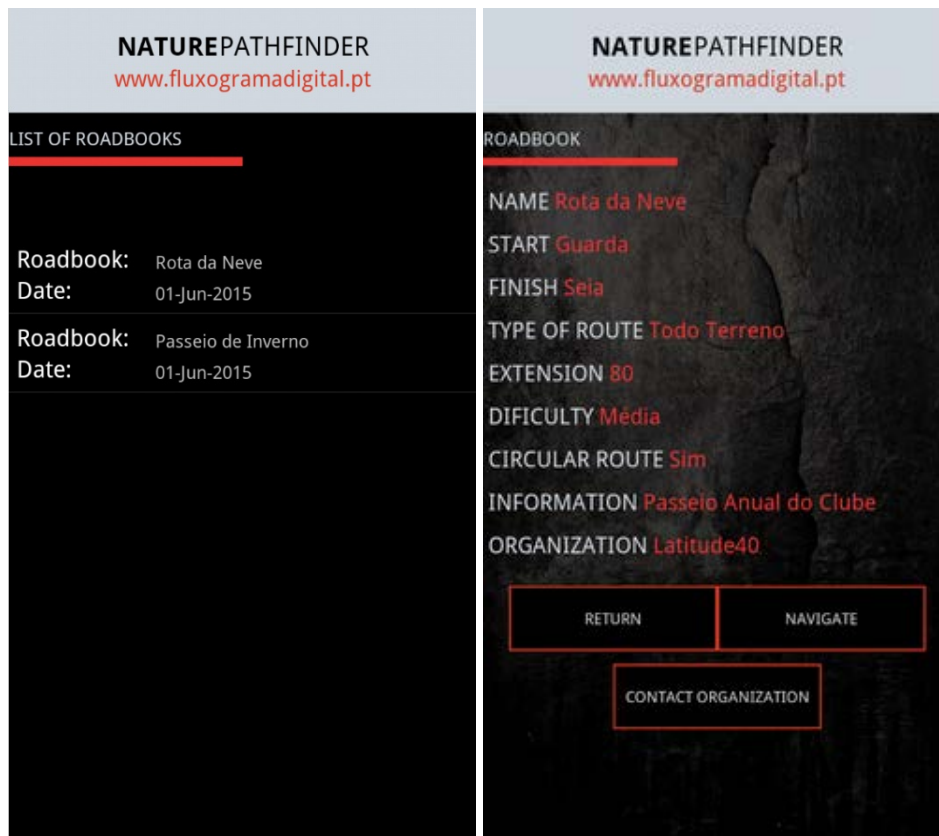 NATUREPATHFINDER
www.fluxogramadigital.pt
LIST OF ROADBOOKS
Roadbook: Rota da Neve
Date: 01-Jun-2015
Roadbook: Passeio de Inverno
Date: 01-Jun-2015
NATUREPATHFINDER
www.fluxogramadigital.pt
ROADBOOK
NAME Rota da Neve
START Guarda
FINISH Seia
TYPE OF ROUTE Todo Terreno
EXTENSION 80
DIFICULTY Média
CIRCULAR ROUTE Sim
INFORMATION Passeio Anual do Clube
ORGANIZATION Latitude40
RETURN NAVIGATE
CONTACT ORGANIZATION